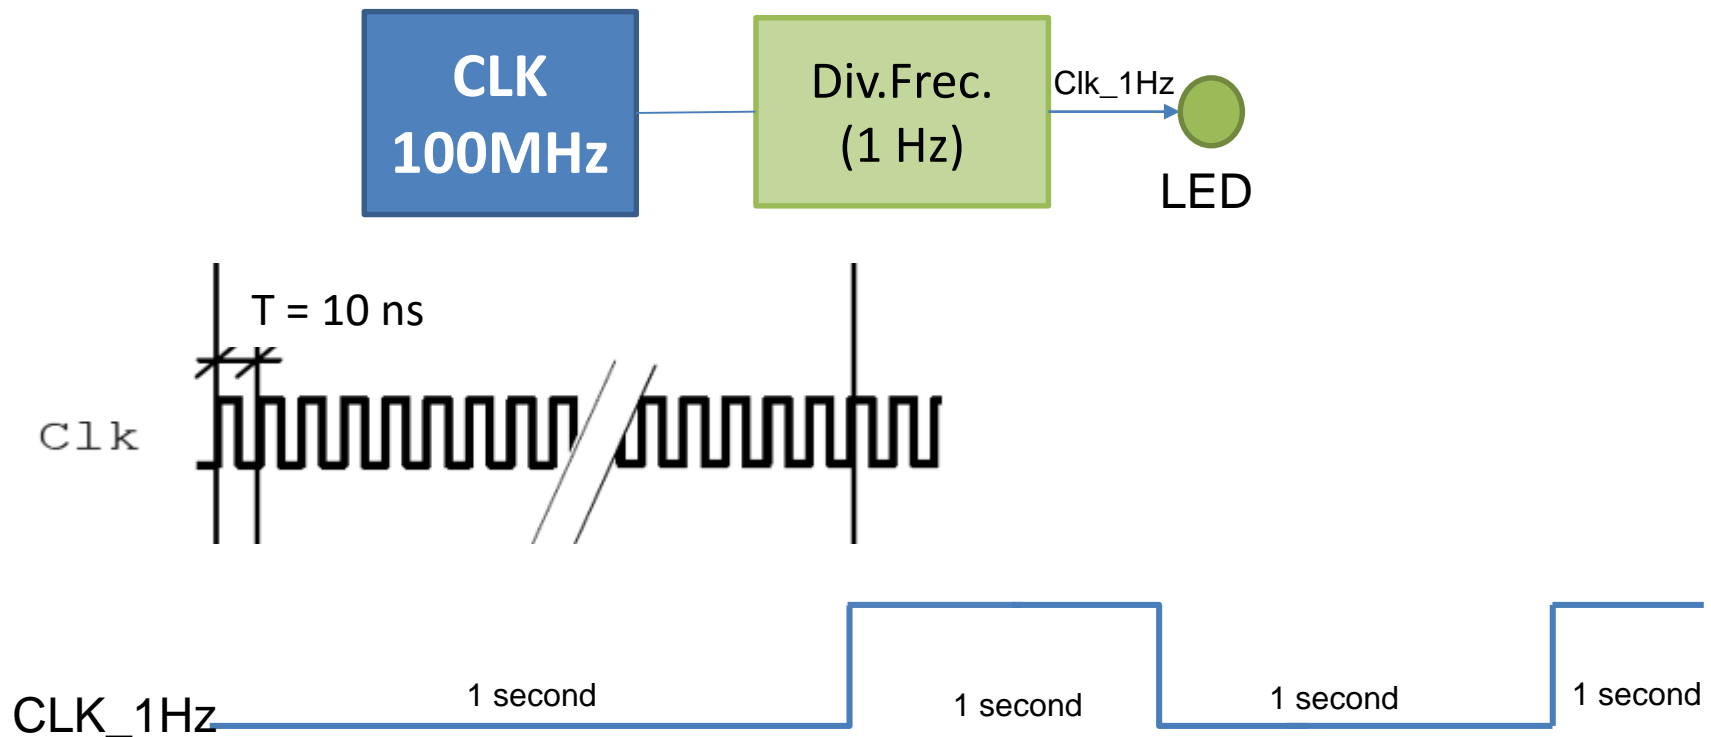 CLK
100MHz
Div.Frec.
(1 Hz)
Clk_1Hz
LED
T = 10 ns
Clk
CLK_1Hz
1 second
1 second
1 second
1 second